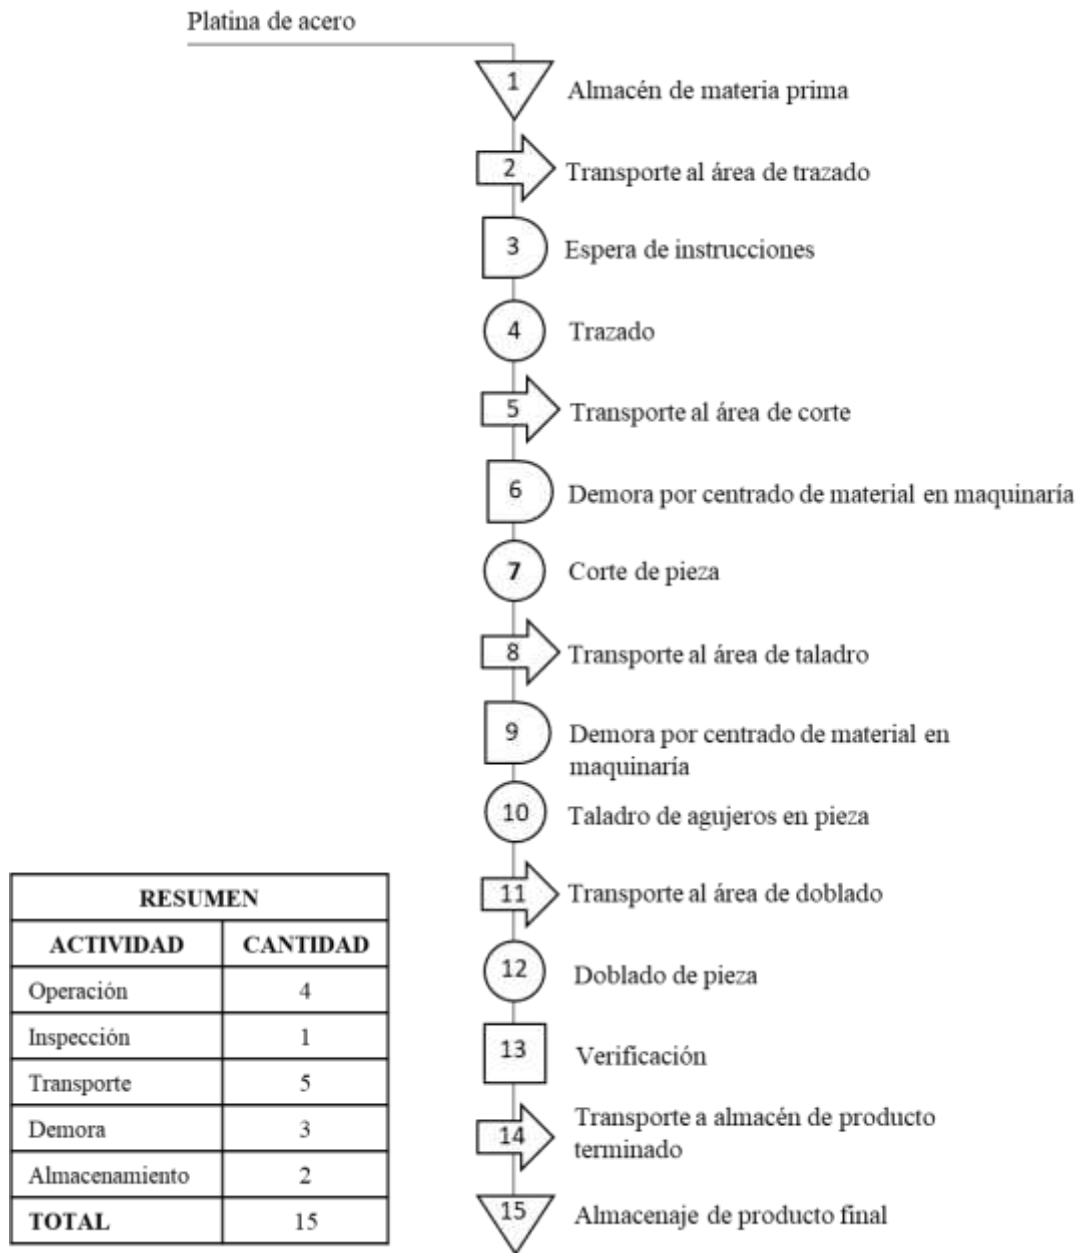 Platina de acero
1
Almacén de materia prima
2
Transporte al área de trazado
3
Espera de instrucciones
4
Trazado
5
Transporte al área de corte
6
Demora por centrado de material en maquinaría
7
Corte de pieza
8
Transporte al área de taladro
9
Demora por centrado de material en
maquinaría
10
Taladro de agujeros en pieza
11
Transporte al área de doblado
12
Doblado de pieza
13
Verificación
14
Transporte a almacén de producto
terminado
15
Almacenaje de producto final
RESUMEN
ACTIVIDAD CANTIDAD
Operación 4
Inspección 1
Transporte 5
Demora 3
Almacenamiento 2
TOTAL 15